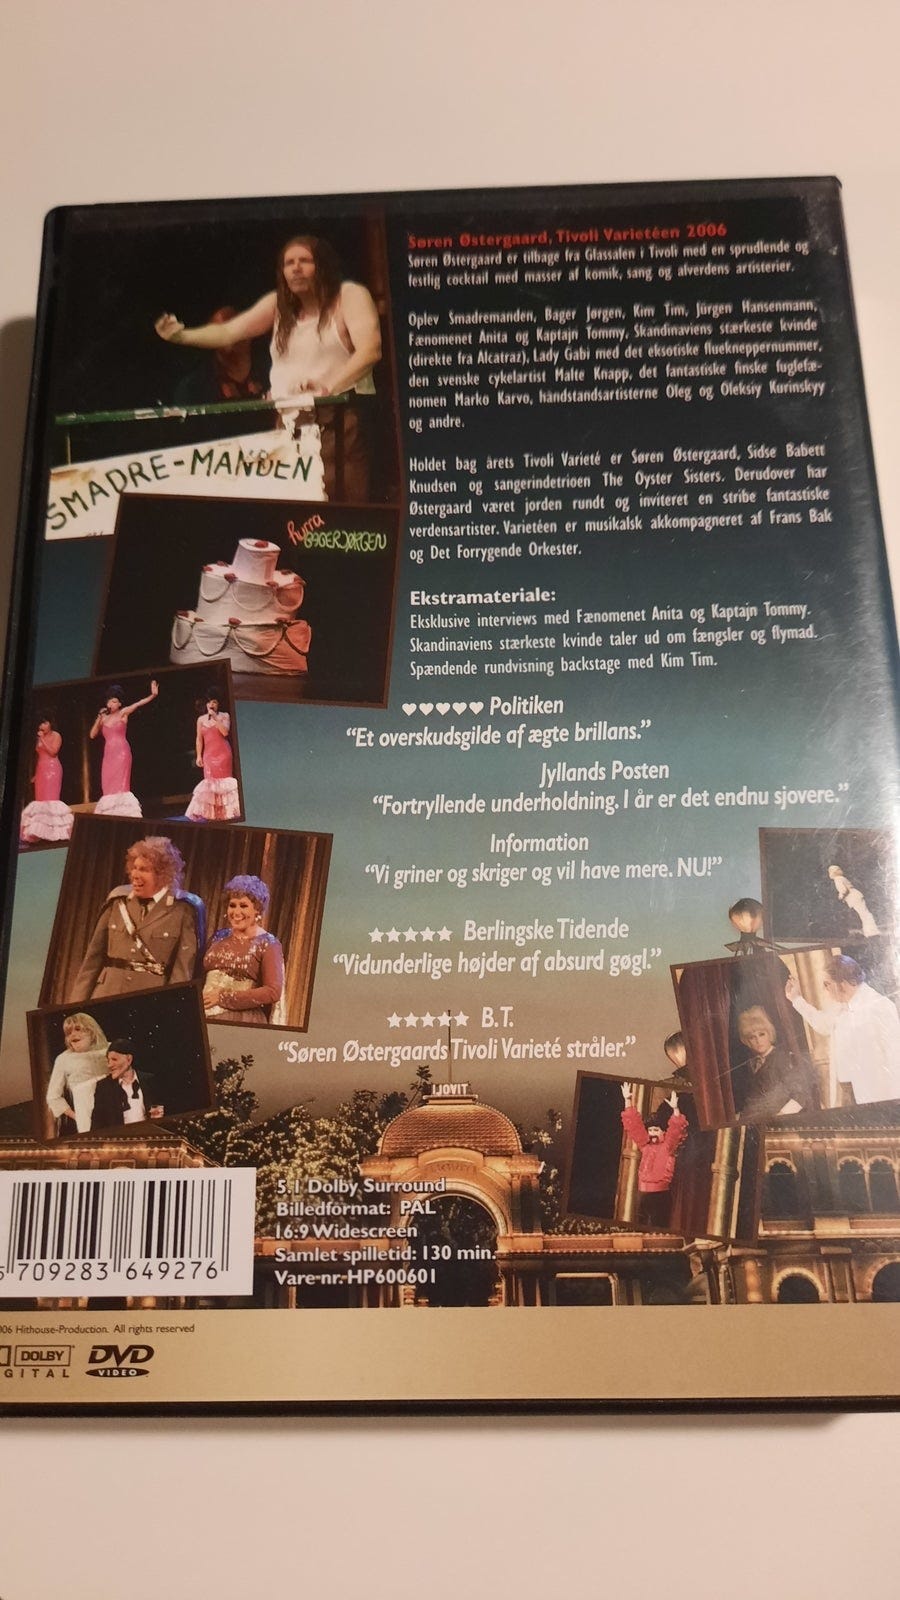 Søren Østergaard, Tivoli Varietéen 2006
Søren Østergaard er tilbage fra Glassalen i Tivoli med en sprudlende og
festlig cocktail med masser af komik, sang og alverdens artisterier.
Oplev Smadremanden, Bager Jørgen, Kim Tim, Jürgen Hansenmann,
Fænomenet Anita og Kaptajn Tommy, Skandinaviens stærkeste kvinde
(direkte fra Alcatraz), Lady Gabi med det eksotiske fluekneppernummer,
den svenske cykelartist Malte Knapp, det fantastiske finske fuglefæ-
nomen Marko Karvo, håndstandsartisterne Oleg og Oleksiy Kurinskyy
og andre.
Holdet bag årets Tivoli Varieté er Søren Østergaard, Sidse Babett
Knudsen og sangerindetrioen The Oyster Sisters. Derudover har
Østergaard været jorden rundt og inviteret en stribe fantastiske
verdensartister. Varietéen er musikalsk akkompagneret af Frans Bak
og Det Forrygende Orkester.
SMADRE-MANDEN
hurra
BAGER JØRGEN
Ekstramateriale:
Eksklusive interviews med Fænomenet Anita og Kaptajn Tommy.
Skandinaviens stærkeste kvinde taler ud om fængsler og flymad.
Spændende rundvisning backstage med Kim Tim.
♥♥♥♥♥ Politiken
“Et overskudsgilde af ægte brillans.”
Jyllands Posten
“Fortryllende underholdning. I år er det endnu sjovere.”
Information
“Vi griner og skriger og vil have mere. NU!”
★★★★★ Berlingske Tidende
“Vidunderlige højder af absurd gøgl.”
★★★★★ B.T.
“Søren Østergaards Tivoli Varieté stråler.”
TIVOLI
5.1 Dolby Surround
Billedformat: PAL
16:9 Widescreen
Samlet spilletid: 130 min.
Vare-nr.-HP600601
5 709283 649276
06 Hithouse-Production. All rights reserved
DOLBY
GITAL
DVD
VIDEO